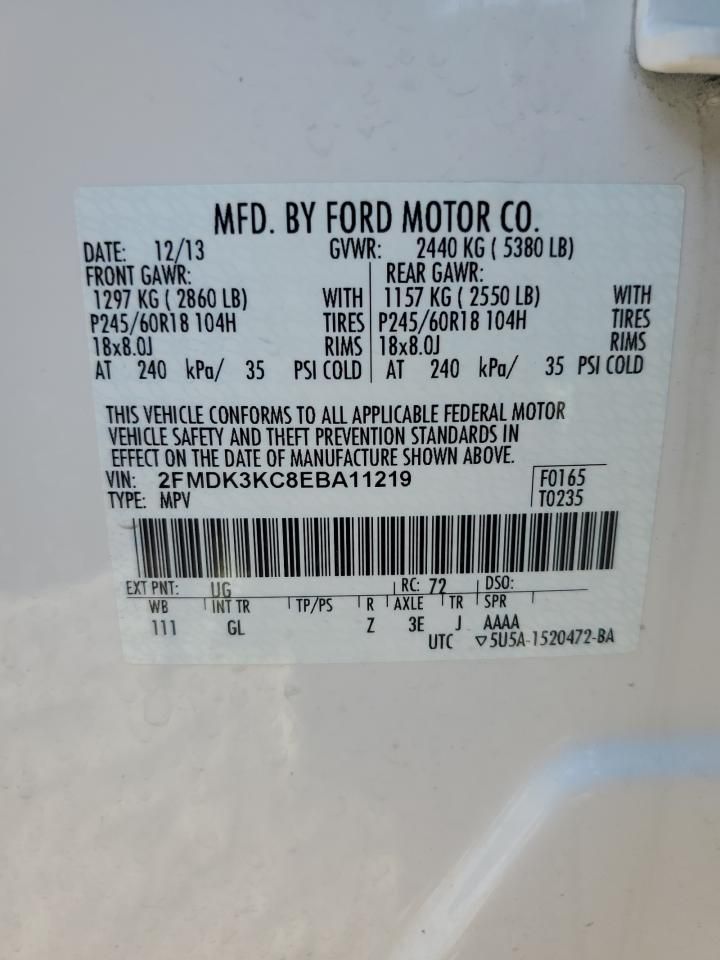 MFD. BY FORD MOTOR CO.
DATE: 12/13 GVWR: 2440 KG ( 5380 LB)
FRONT GAWR: REAR GAWR:
1297 KG ( 2860 LB) WITH 1157 KG ( 2550 LB) WITH
P245/60R18 104H TIRES P245/60R18 104H TIRES
18x8.0J RIMS 18x8.0J RIMS
AT 240 kPa/ 35 PSI COLD AT 240 kPa/ 35 PSI COLD
THIS VEHICLE CONFORMS TO ALL APPLICABLE FEDERAL MOTOR
VEHICLE SAFETY AND THEFT PREVENTION STANDARDS IN
EFFECT ON THE DATE OF MANUFACTURE SHOWN ABOVE.
VIN: 2FMDK3KC8EBA11219 F0165
TYPE: MPV T0235
EXT PNT: UG RC: 72 DSO:
WB INT TR TP/PS R AXLE TR SPR
111 GL Z 3E J AAAA
UTC ▽5U5A-1520472-BA